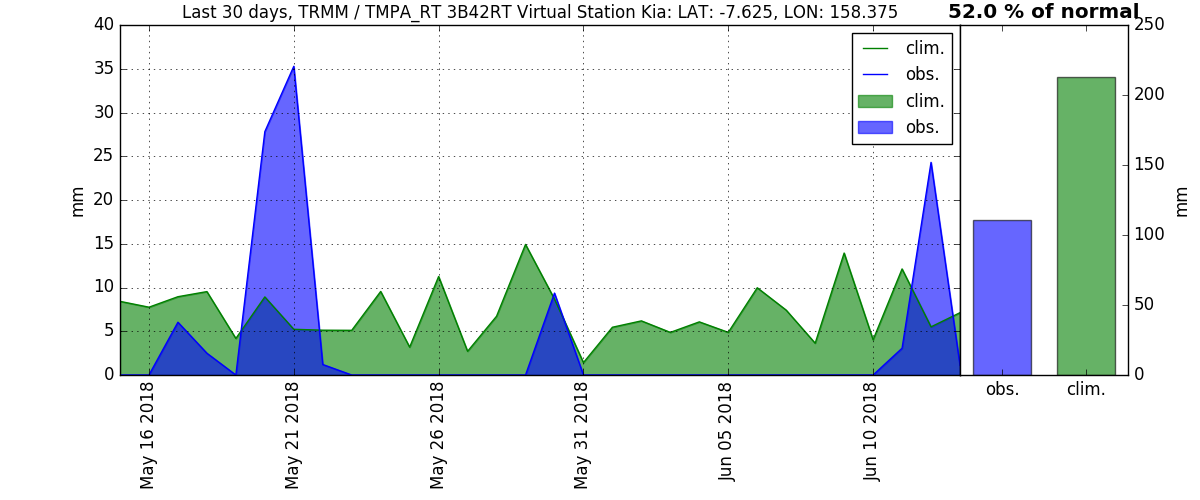 Last 30 days, TRMM / TMPA_RT 3B42RT Virtual Station Kia: LAT: -7.625, LON: 158.375
52.0 % of normal
40
35
30
25
20
15
10
5
0
mm
clim.
obs.
clim.
obs.
May 16 2018
May 21 2018
May 26 2018
May 31 2018
Jun 05 2018
Jun 10 2018
250
200
150
100
50
0
mm
obs.
clim.